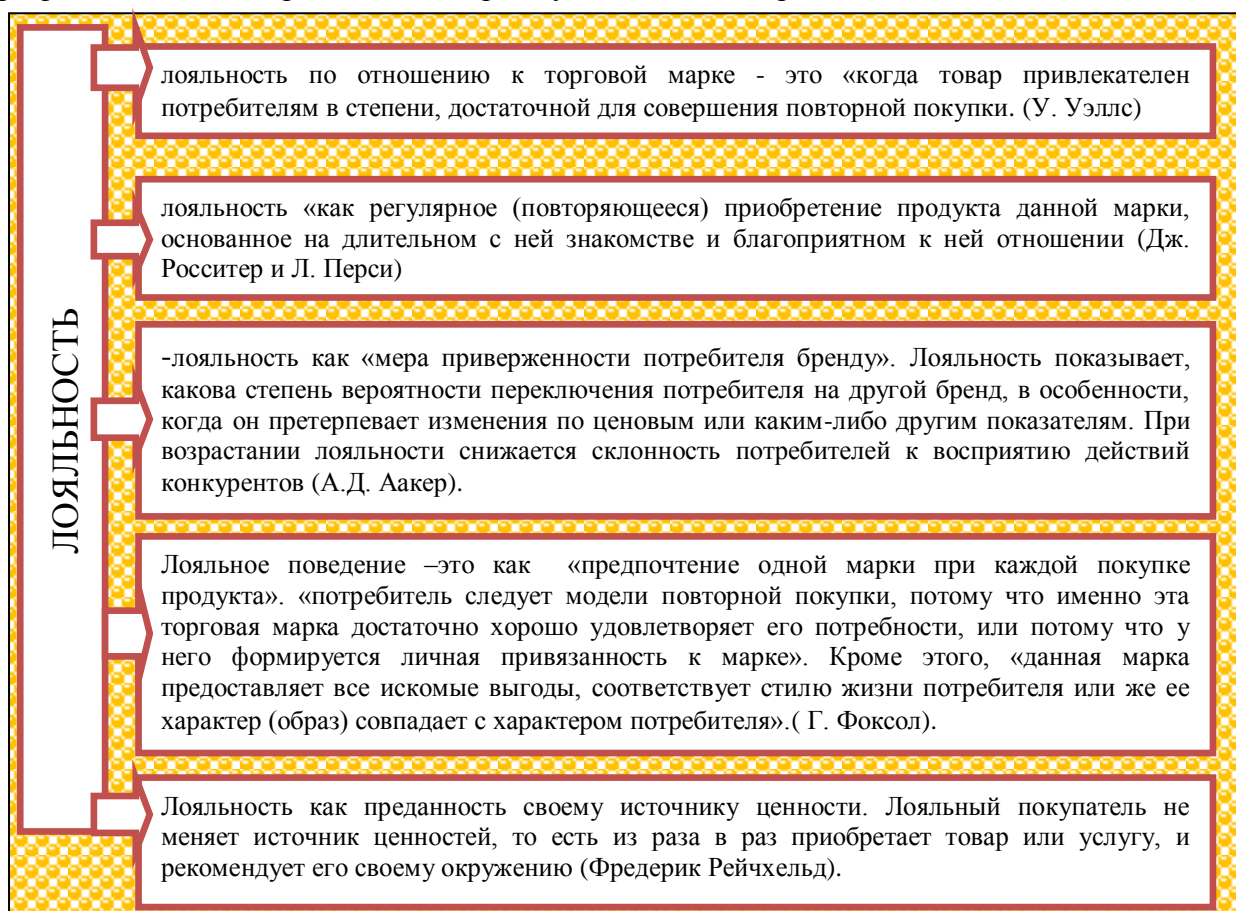 ЛОЯЛЬНОСТЬ
лояльность по отношению к торговой марке - это «когда товар привлекателен
потребителям в степени, достаточной для совершения повторной покупки. (У. Уэллс)
лояльность «как регулярное (повторяющееся) приобретение продукта данной марки,
основанное на длительном с ней знакомстве и благоприятном к ней отношении (Дж.
Росситер и Л. Перси)
-лояльность как «мера приверженности потребителя бренду». Лояльность показывает,
какова степень вероятности переключения потребителя на другой бренд, в особенности,
когда он претерпевает изменения по ценовым или каким-либо другим показателям. При
возрастании лояльности снижается склонность потребителей к восприятию действий
конкурентов (А.Д. Аакер).
Лояльное поведение –это как «предпочтение одной марки при каждой покупке
продукта». «потребитель следует модели повторной покупки, потому что именно эта
торговая марка достаточно хорошо удовлетворяет его потребности, или потому что у
него формируется личная привязанность к марке». Кроме этого, «данная марка
предоставляет все искомые выгоды, соответствует стилю жизни потребителя или же ее
характер (образ) совпадает с характером потребителя».( Г. Фоксол).
Лояльность как преданность своему источнику ценности. Лояльный покупатель не
меняет источник ценностей, то есть из раза в раз приобретает товар или услугу, и
рекомендует его своему окружению (Фредерик Рейчхельд).